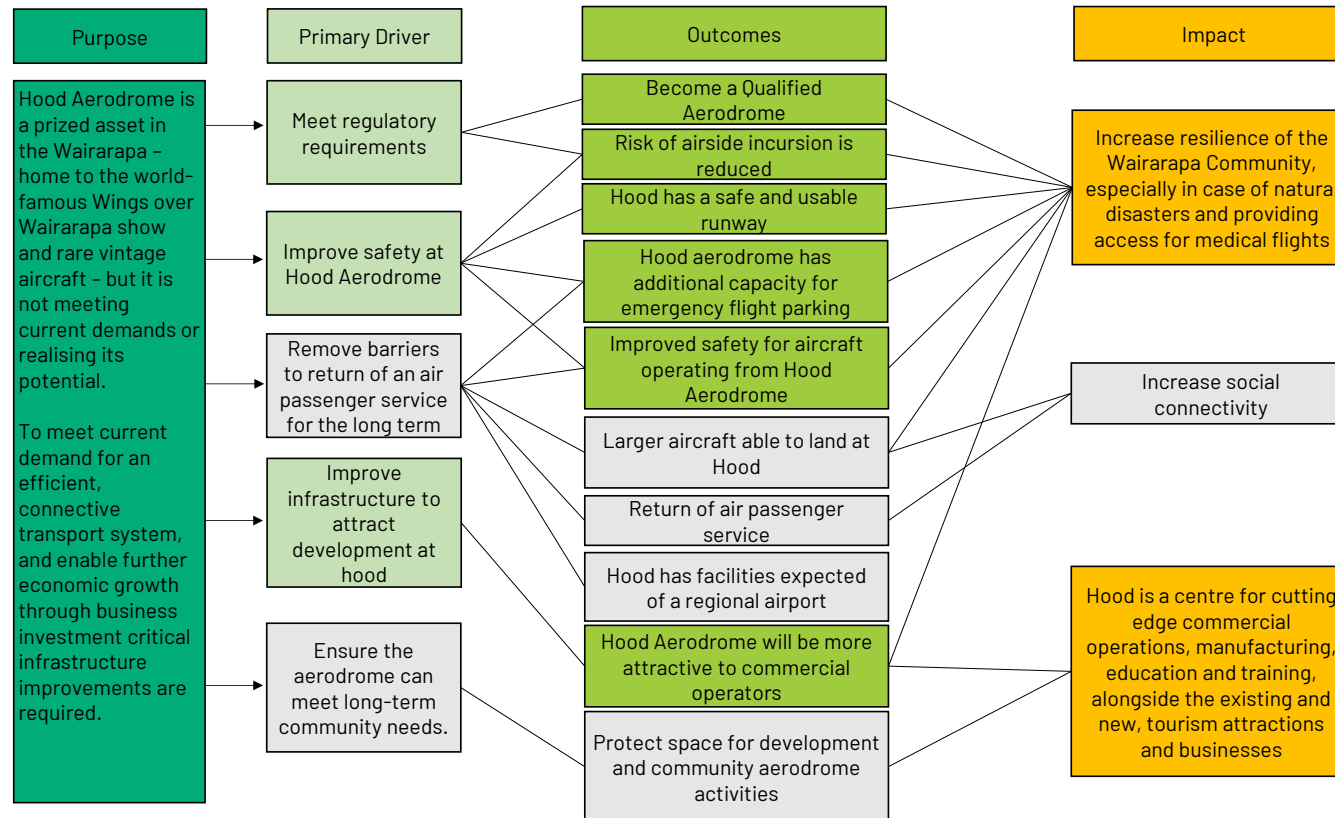 Purpose
Primary Driver
Outcomes
Impact
Hood Aerodrome is
a prized asset in
the Wairarapa –
home to the world-
famous Wings over
Wairarapa show
and rare vintage
aircraft – but it is
not meeting
current demands or
realising its
potential.
To meet current
demand for an
efficient,
connective
transport system,
and enable further
economic growth
through business
investment critical
infrastructure
improvements are
required.
Meet regulatory
requirements
Improve safety at
Hood Aerodrome
Remove barriers
to return of an air
passenger service
for the long term
Improve
infrastructure to
attract
development at
hood
Ensure the
aerodrome can
meet long-term
community needs.
Become a Qualified
Aerodrome
Risk of airside incursion is
reduced
Hood has a safe and usable
runway
Hood aerodrome has
additional capacity for
emergency flight parking
Improved safety for aircraft
operating from Hood
Aerodrome
Larger aircraft able to land at
Hood
Return of air passenger
service
Hood has facilities expected
of a regional airport
Hood Aerodrome will be more
attractive to commercial
operators
Protect space for development
and community aerodrome
activities
Increase resilience of the
Wairarapa Community,
especially in case of natural
disasters and providing
access for medical flights
Increase social
connectivity
Hood is a centre for cutting
edge commercial
operations, manufacturing,
education and training,
alongside the existing and
new, tourism attractions
and businesses